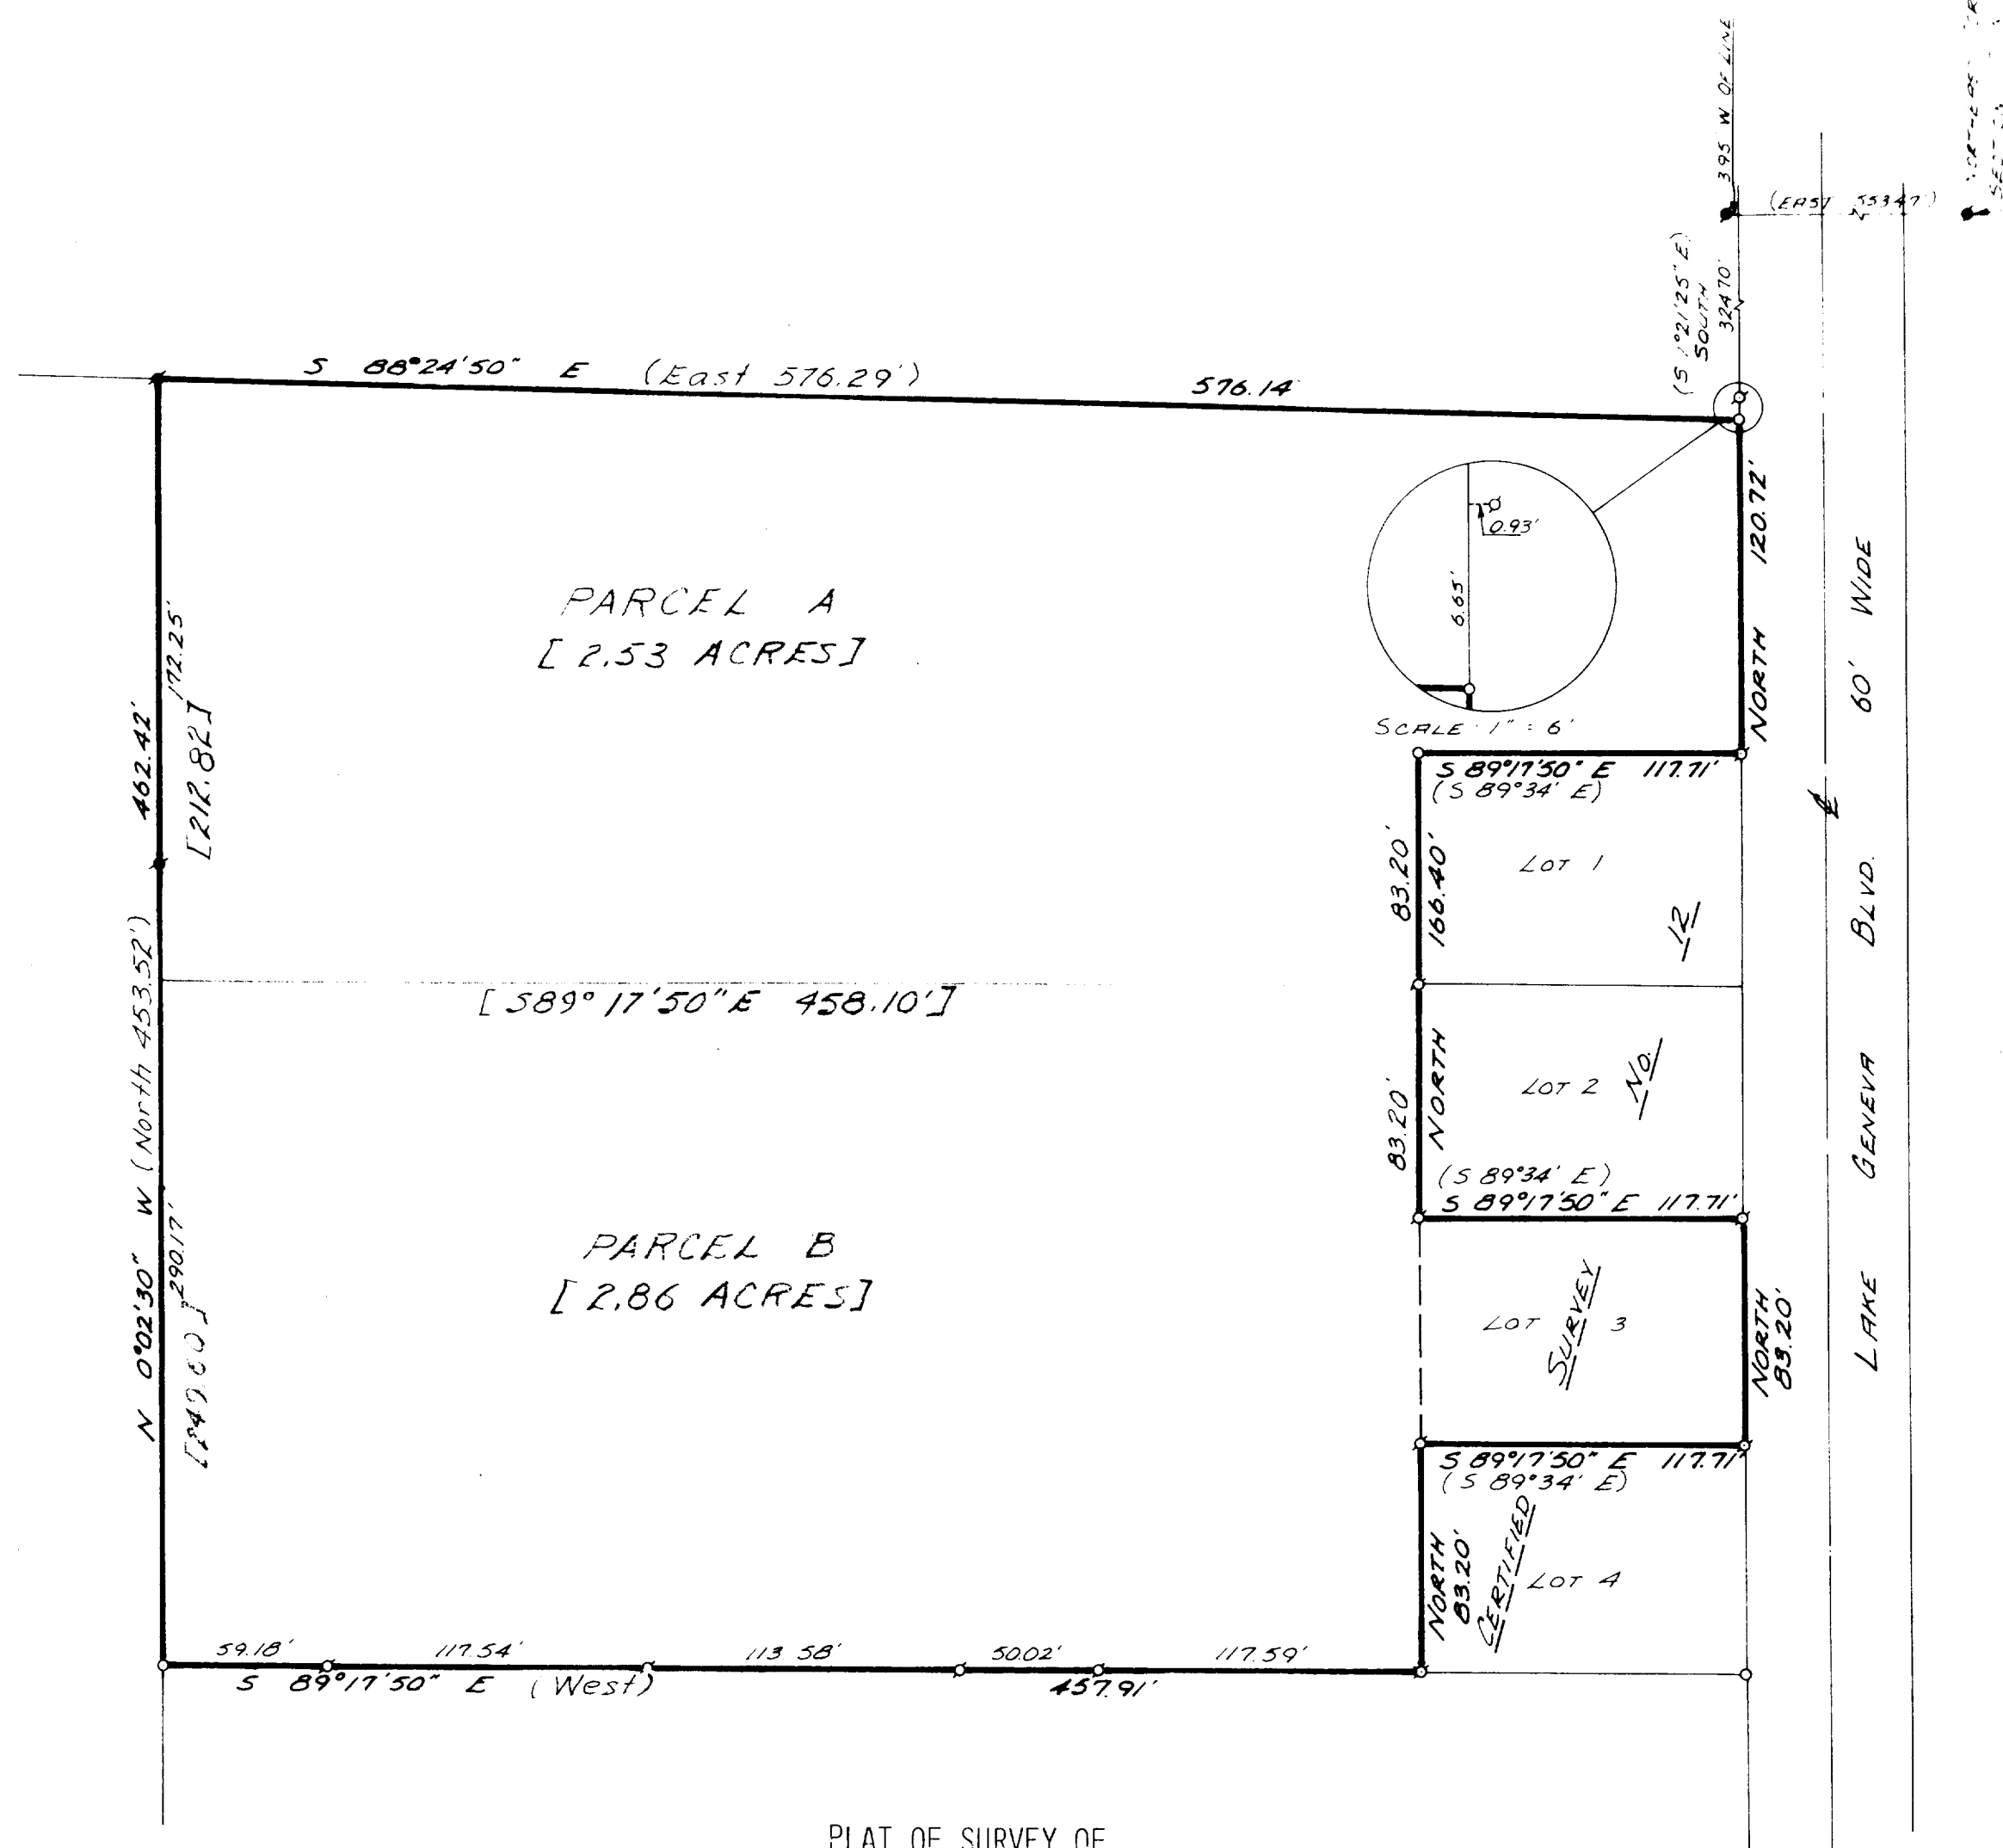 395 W OF LINE
(EAST 553.47')
(S 1°21'25" E)
SOUTH
324.70'
S 88°24'50" E (East 576.29') 576.14'
NORTH 120.72'
0.93'
6.65'
SCALE 1" = 6'
PARCEL A
[2.53 ACRES]
462.42'
172.25'
[212.82]
S 89°17'50" E 117.71'
(S 89°34' E)
83.20'
166.40'
LOT 1
12
[S89°17'50"E 458.10']
NORTH
83.20'
LOT 2
No.
(S 89°34' E)
S 89°17'50" E 117.71'
N 0°02'30" W (North 453.52')
290.17'
PARCEL B
[2.86 ACRES]
LOT 3
SURVEY
NORTH
83.20'
S 89°17'50" E 117.71'
(S 89°34' E)
NORTH
83.20'
CERTIFIED
LOT 4
59.18' 117.54' 113.58' 50.02' 117.59'
S 89°17'50" E (West) 457.91'
LAKE GENEVA BLVD. 60' WIDE
℄
PLAT OF SURVEY OF